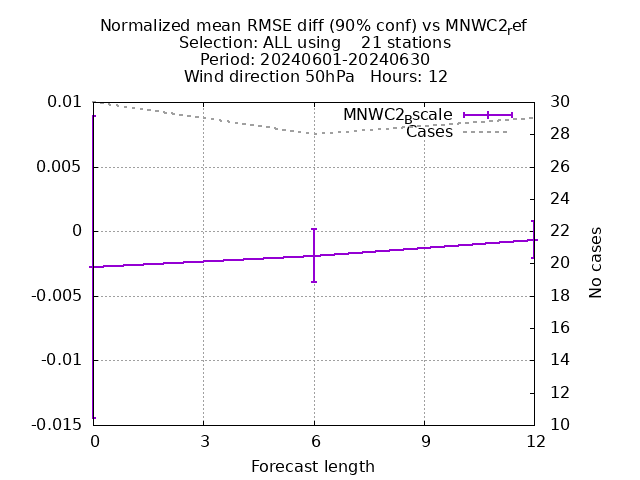 Normalized mean RMSE diff (90% conf) vs MNWC2ref
Selection: ALL using    21 stations
Period: 20240601-20240630
Wind direction 50hPa   Hours: 12
MNWC2Bscale
Cases
0.01
0.005
0
-0.005
-0.01
-0.015
30
28
26
24
22
20
18
16
14
12
10
No cases
0 3 6 9 12
Forecast length